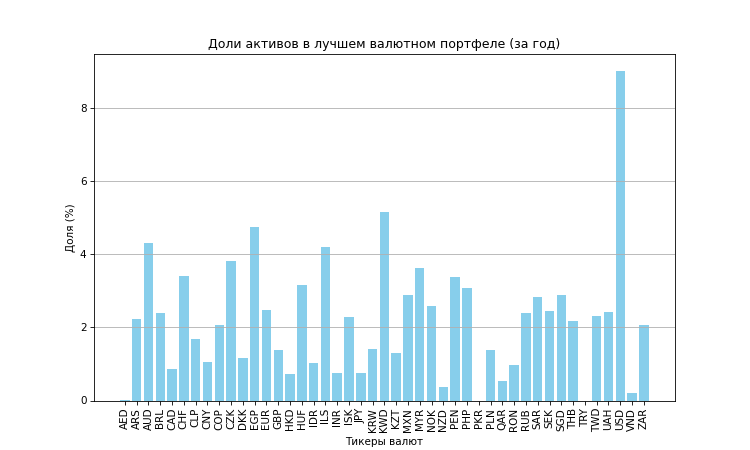 Доли активов в лучшем валютном портфеле (за год)
Доля (%)
8
6
4
2
0
AED ARS AUD BRL CAD CHF CLP CNY COP CZK DKK EGP EUR GBP HKD HUF IDR ILS INR ISK JPY KRW KWD KZT MXN MYR NOK NZD PEN PHP PKR PLN QAR RON RUB SAR SEK SGD THB TRY TWD UAH USD VND ZAR
Тикеры валют